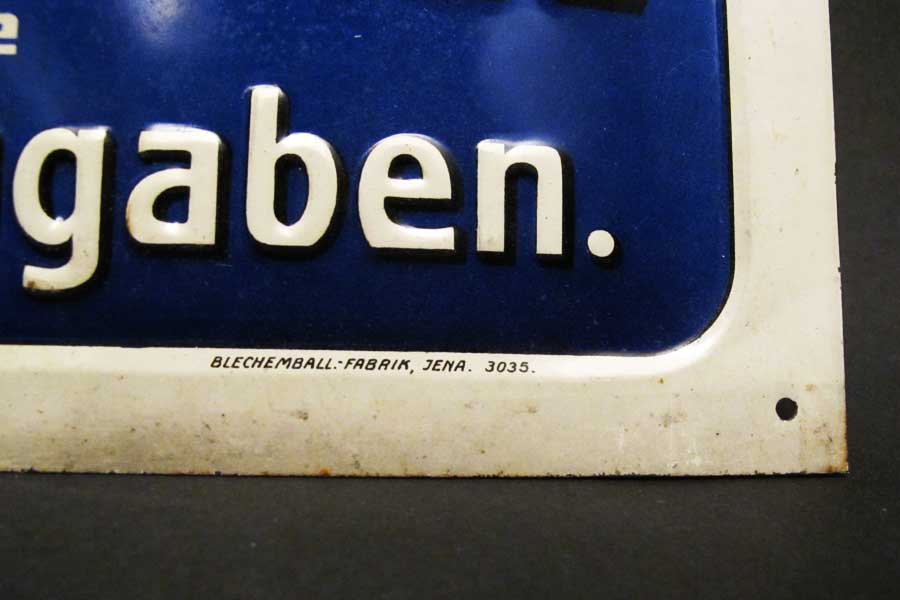 e
gaben.
BLECHEMBALL.-FABRIK, JENA. 3035.